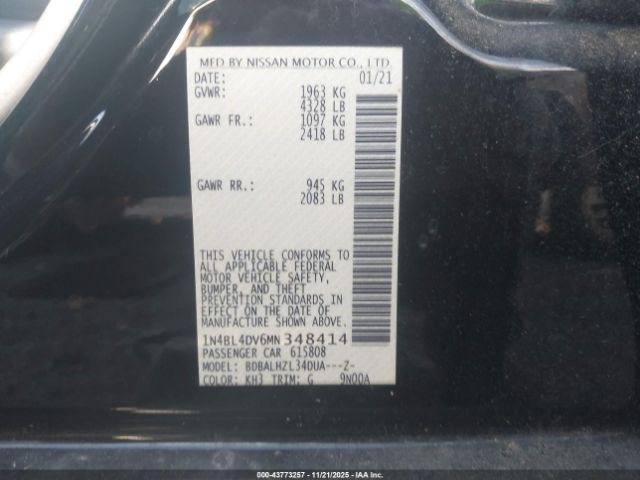 MFD BY NISSAN MOTOR CO., LTD.
DATE: 01/21
GVWR: 1963 KG
4328 LB
GAWR FR.: 1097 KG
2418 LB
GAWR RR.: 945 KG
2083 LB
THIS VEHICLE CONFORMS TO
ALL APPLICABLE FEDERAL
MOTOR VEHICLE SAFETY,
BUMPER, AND THEFT
PREVENTION STANDARDS IN
EFFECT ON THE DATE OF
MANUFACTURE SHOWN ABOVE.
1N4BL4DV6MN348414
PASSENGER CAR 615808
MODEL: BDBALHZL34DUA---Z-
COLOR: KH3 TRIM: G 9N00A
000-43773257 - 11/21/2025 - IAA, Inc.